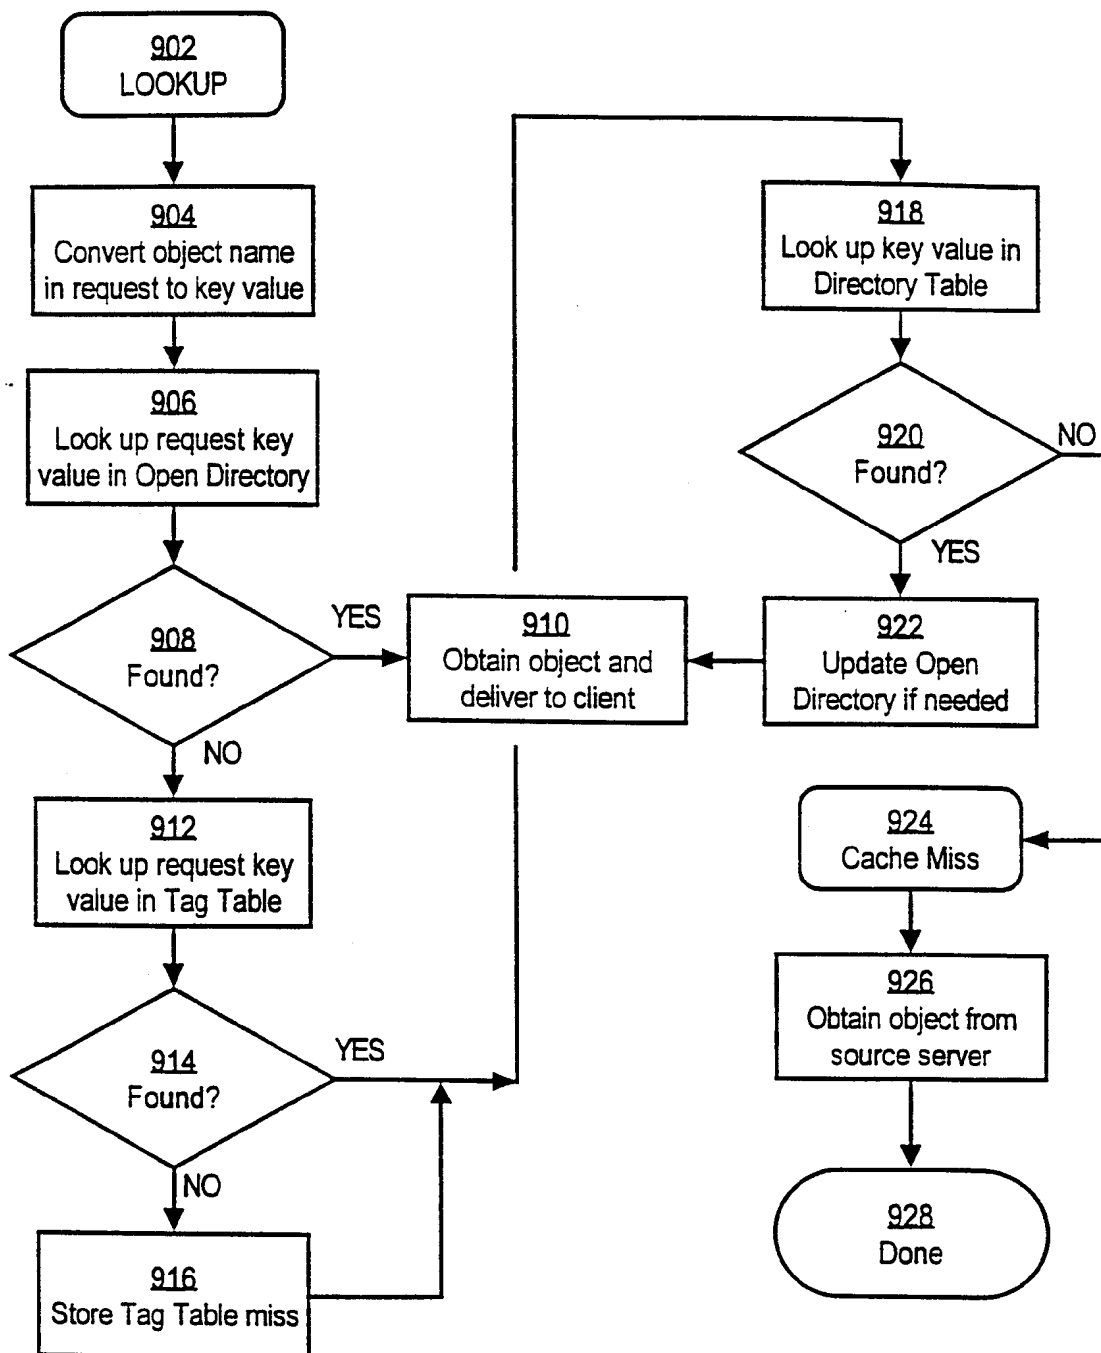 902
LOOKUP
904
Convert object name
in request to key value
906
Look up request key
value in Open Directory
908
Found?
YES
NO
910
Obtain object and
deliver to client
912
Look up request key
value in Tag Table
914
Found?
YES
NO
916
Store Tag Table miss
918
Look up key value in
Directory Table
920
Found?
NO
YES
922
Update Open
Directory if needed
924
Cache Miss
926
Obtain object from
source server
928
Done